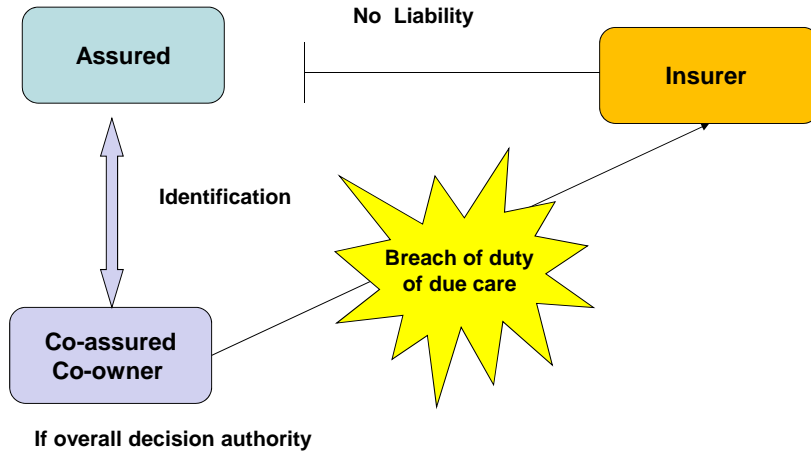 No Liability
Assured
Insurer
Identification
Breach of duty
of due care
Co-assured
Co-owner
If overall decision authority